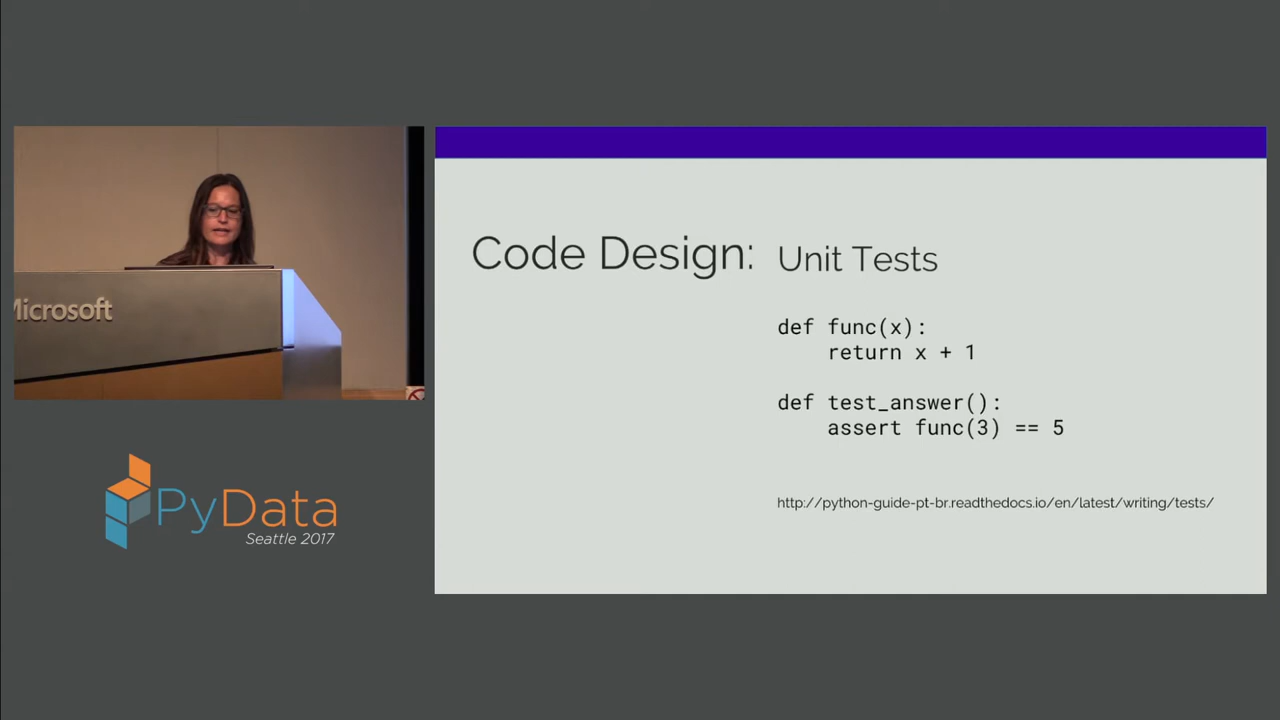 Microsoft
PyData
Seattle 2017
Code Design: Unit Tests
def func(x):
    return x + 1
def test_answer():
    assert func(3) == 5
http://python-guide-pt-br.readthedocs.io/en/latest/writing/tests/